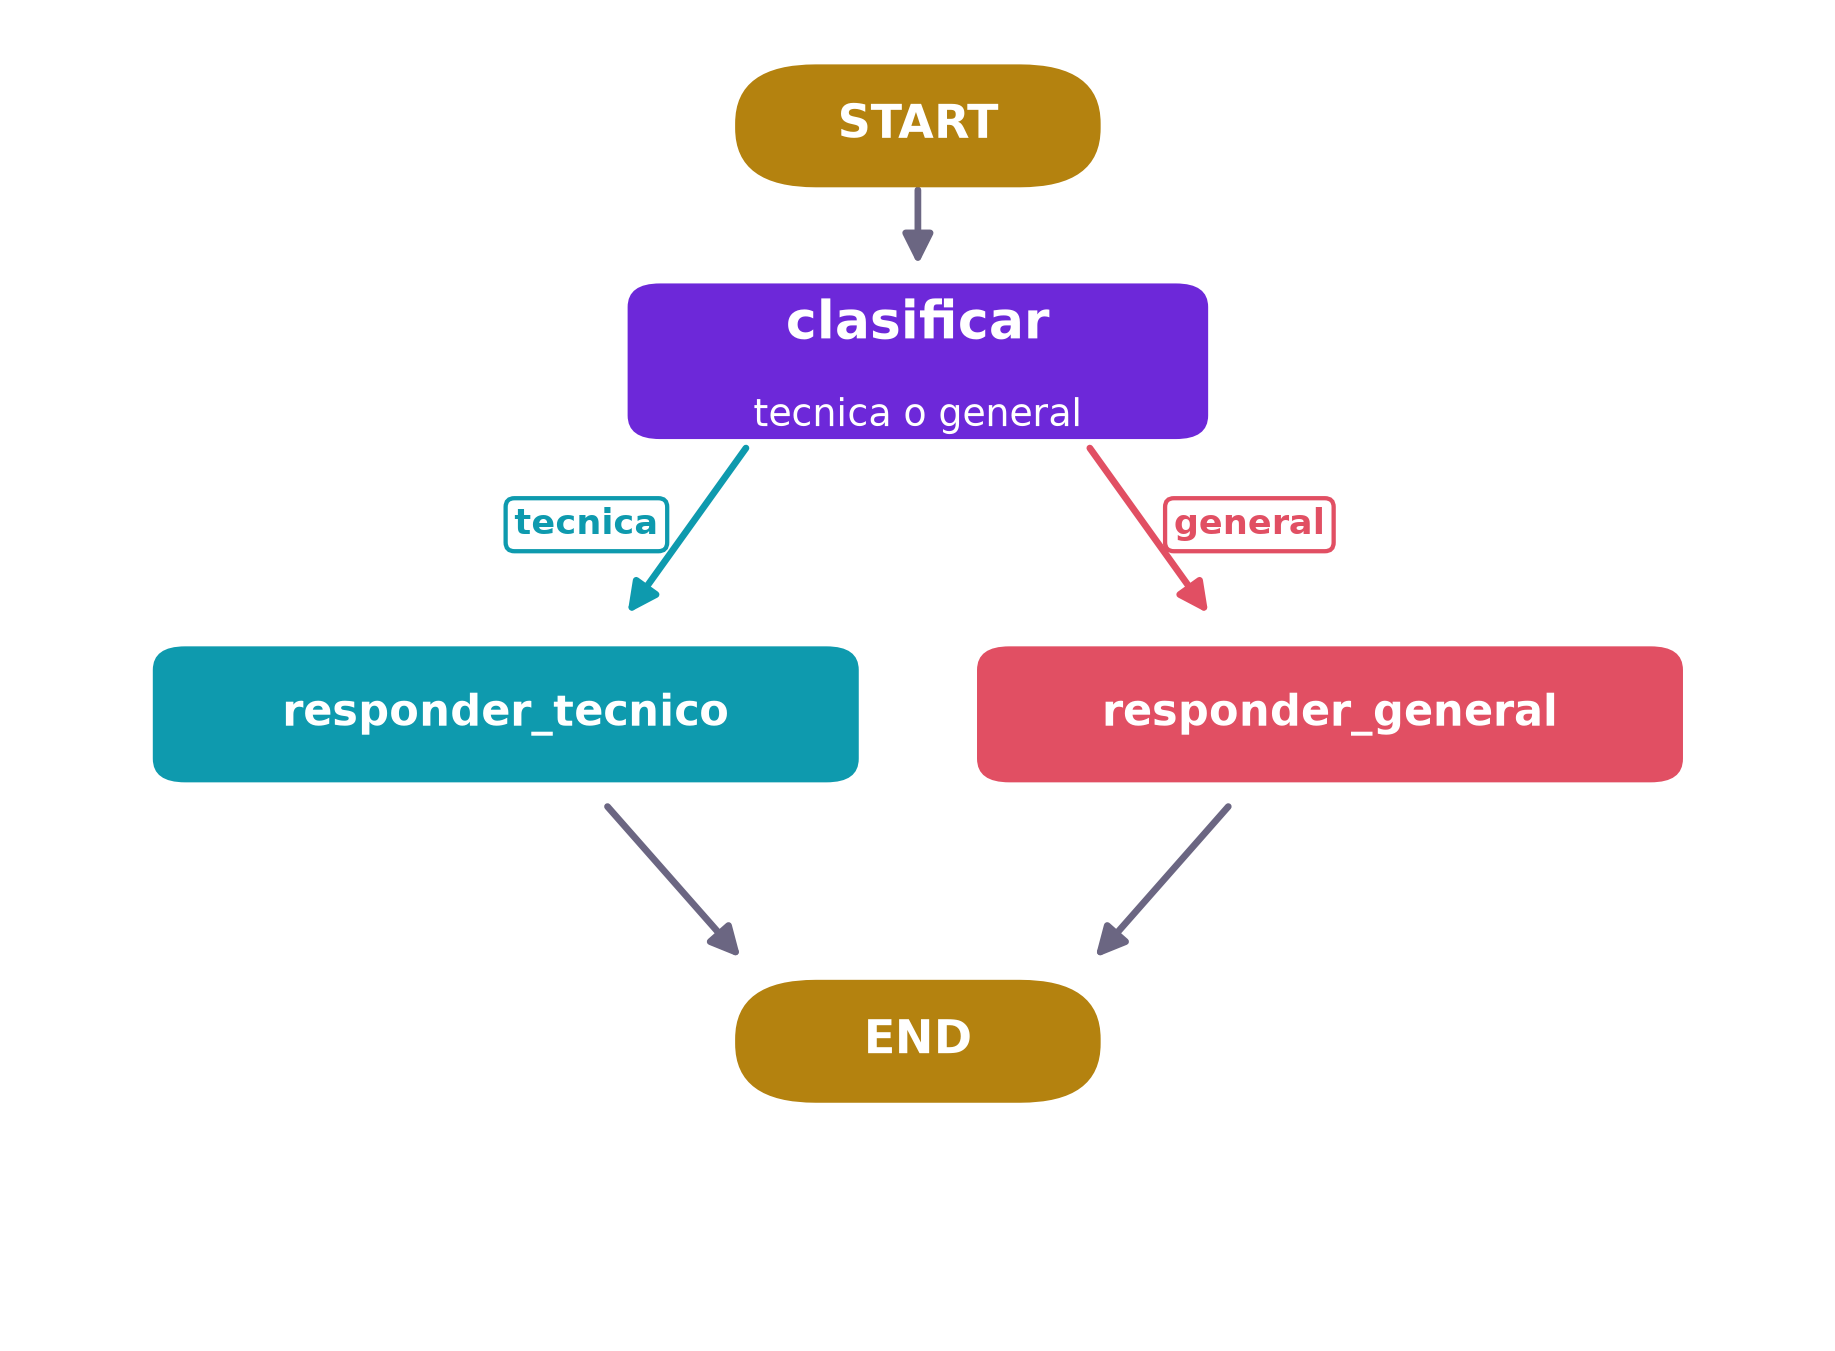 START
clasificar
tecnica o general
tecnica
general
responder_tecnico
responder_general
END